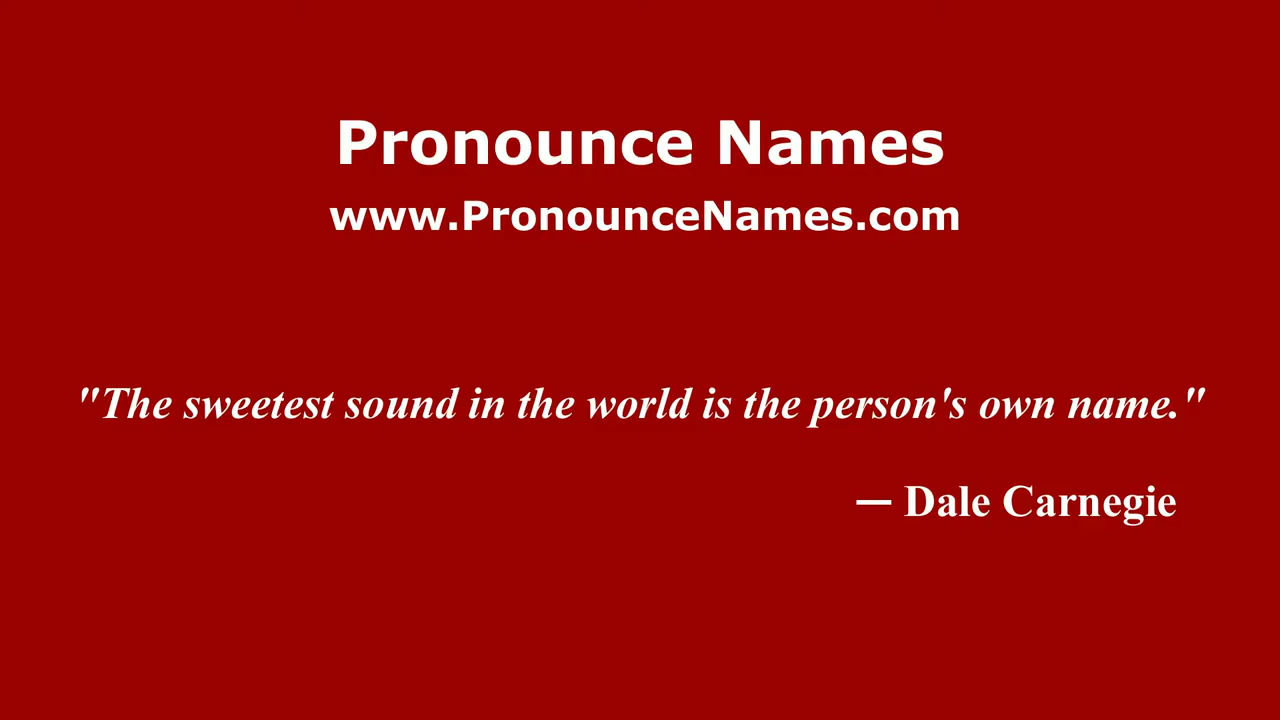 Pronounce Names
www.PronounceNames.com
"The sweetest sound in the world is the person's own name."
— Dale Carnegie